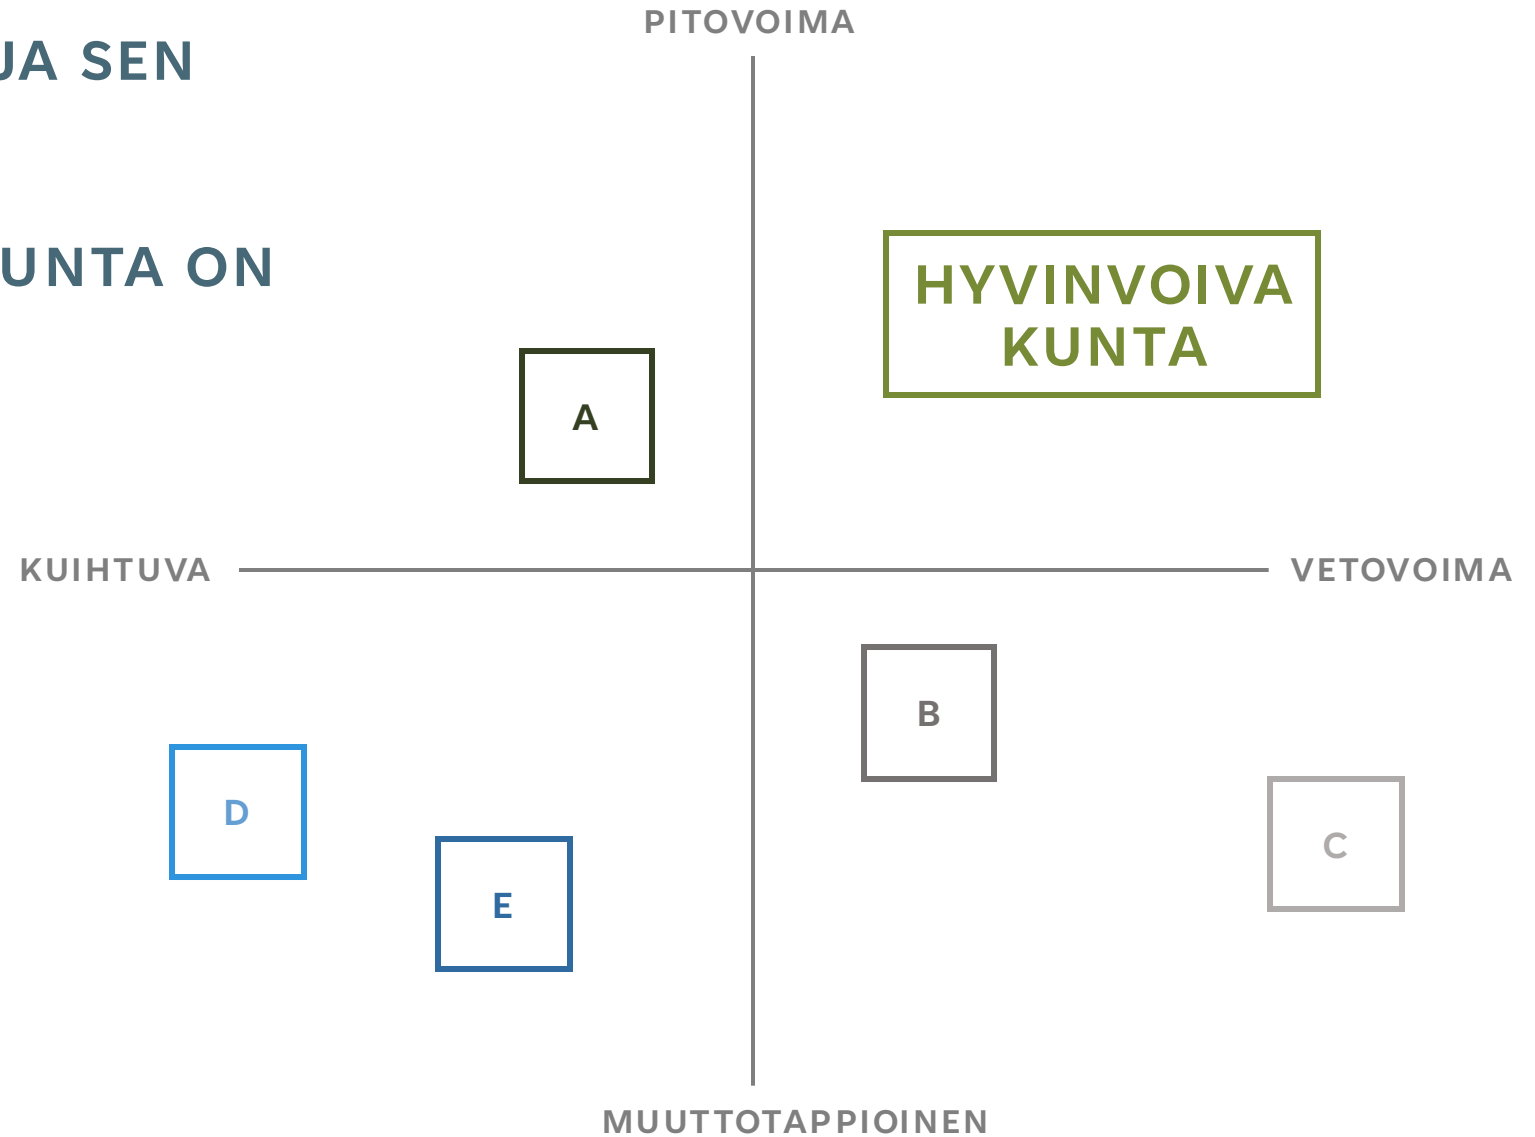 PITOVOIMA
JA SEN
UNTA ON
HYVINVOIVA
KUNTA
A
KUIHTUVA
VETOVOIMA
B
D
C
E
MUUTTOTAPPIOINEN